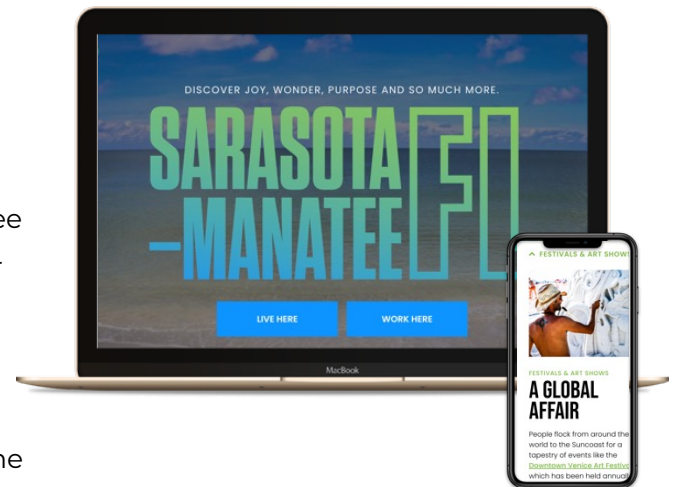 DISCOVER JOY, WONDER, PURPOSE AND SO MUCH MORE.
SARASOTA
–MANATEE
FL
LIVE HERE
WORK HERE
MacBook
FESTIVALS & ART SHOWS
FESTIVALS & ART SHOWS
A GLOBAL
AFFAIR
People flock from around the
world to the Suncoast for a
tapestry of events like the
Downtown Venice Art
which has been held